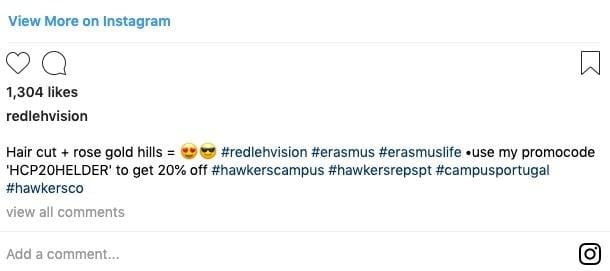 View More on Instagram
1,304 likes
redlehvision
Hair cut + rose gold hills = 😍😎 #redlehvision #erasmus #erasmuslife •use my promocode
'HCP20HELDER' to get 20% off #hawkerscampus #hawkersrepspt #campusportugal
#hawkersco
view all comments
Add a comment...